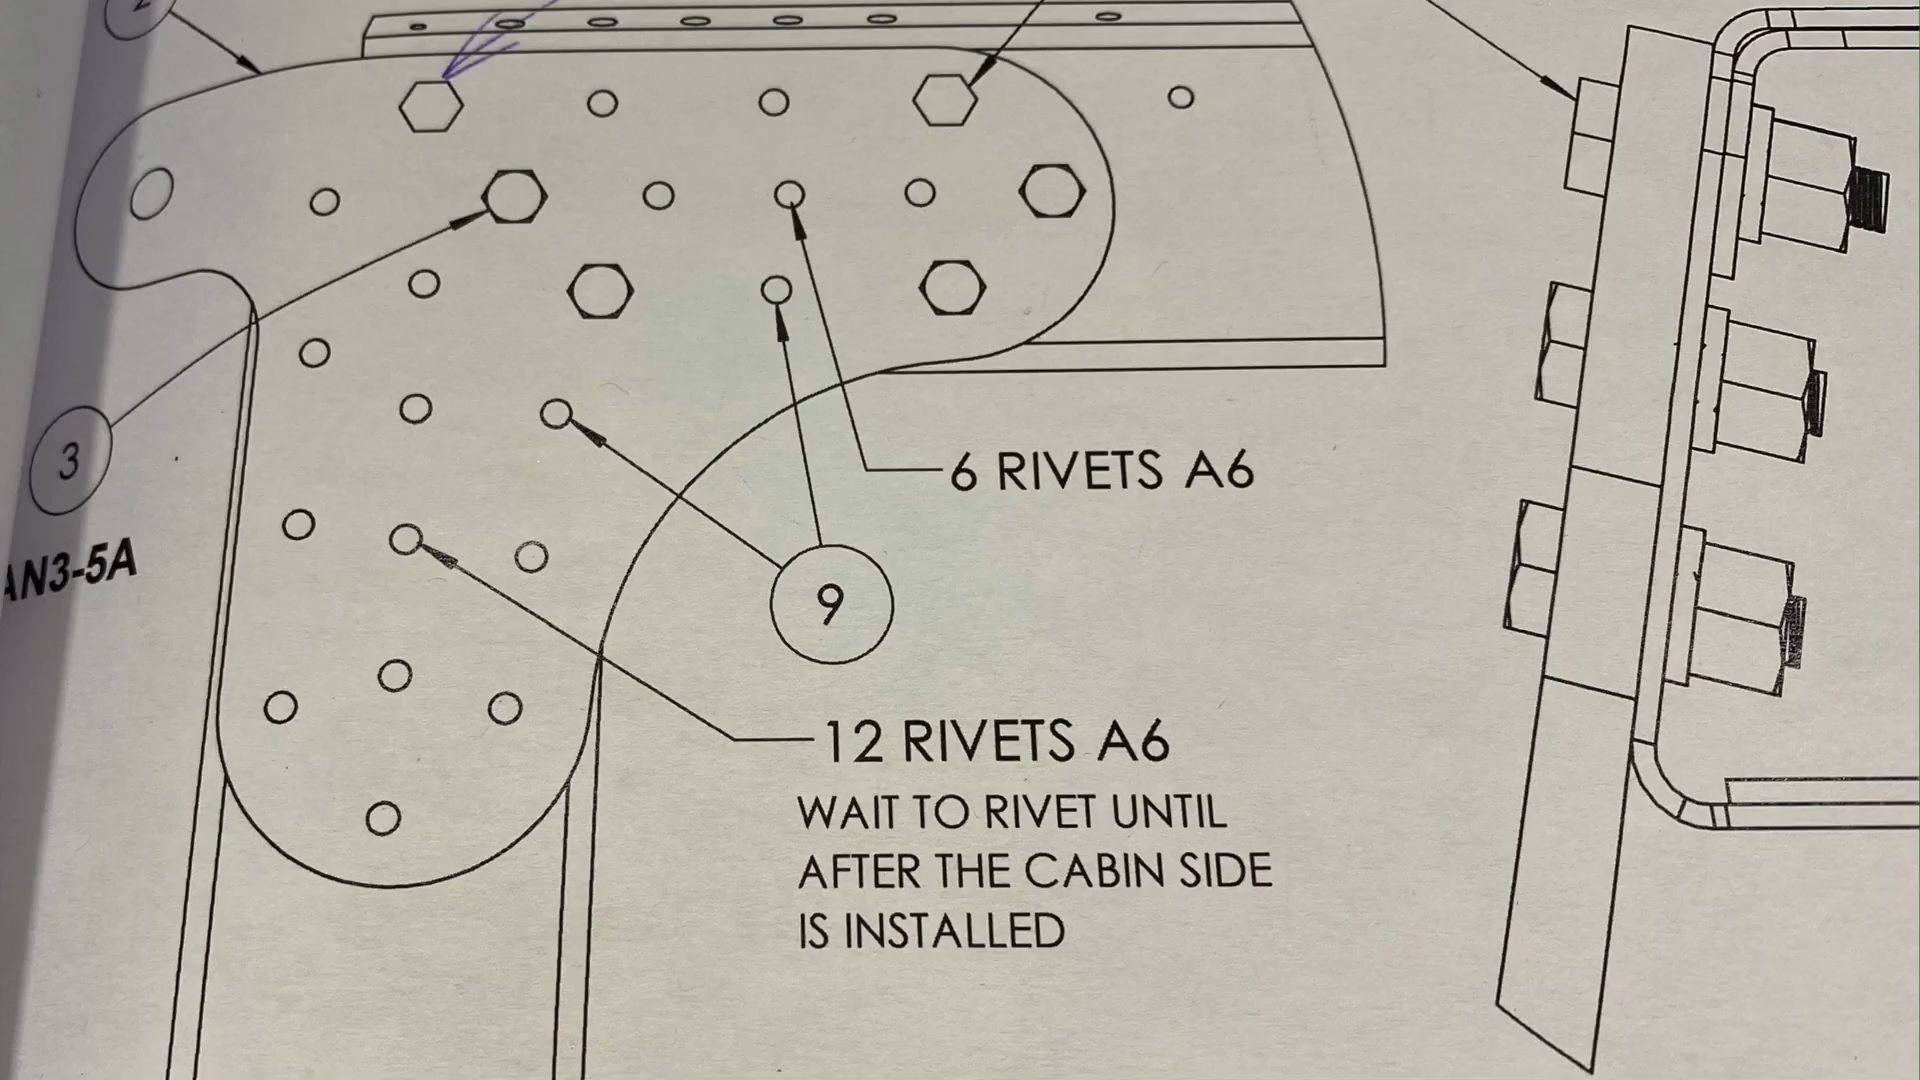 3
AN3-5A
6 RIVETS A6
9
12 RIVETS A6
WAIT TO RIVET UNTIL
AFTER THE CABIN SIDE
IS INSTALLED